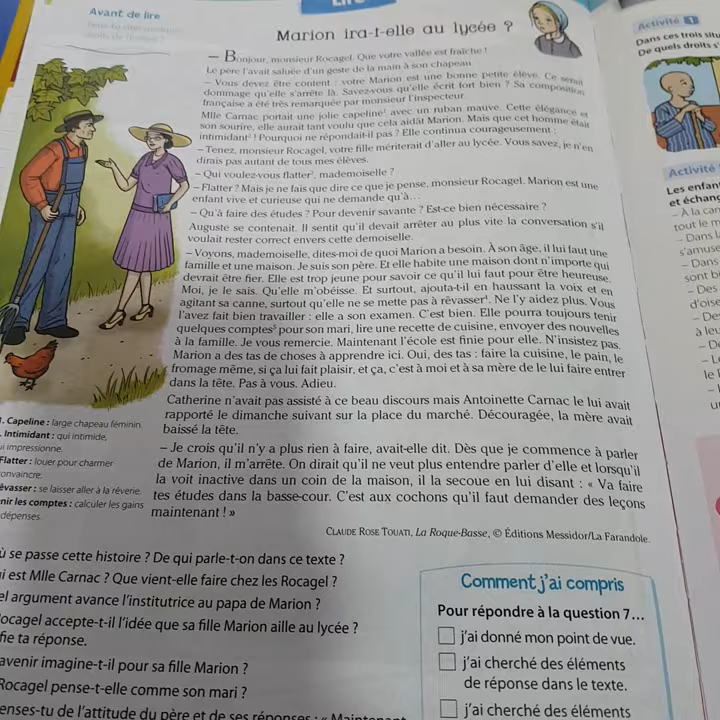 Avant de lire
Marion ira-t-elle au lycée ?
– Bonjour, monsieur Rocagel. Que votre vallée est fraîche !
Le père l'avait saluée d'un geste de la main à son chapeau.
– Vous devez être content : votre Marion est une bonne petite élève. Ce serait
dommage qu'elle s'arrête là. Savez-vous qu'elle écrit fort bien ? Sa composition
française a été très remarquée par monsieur l'inspecteur.
Mlle Carnac portait une jolie capeline¹ avec un ruban mauve. Cette élégance et
son sourire, elle aurait tant voulu que cela aidât Marion. Mais que cet homme était
intimidant² ! Pourquoi ne répondait-il pas ? Elle continua courageusement :
– Tenez, monsieur Rocagel, votre fille mériterait d'aller au lycée. Vous savez, je n'en
dirais pas autant de tous mes élèves.
– Qui voulez-vous flatter³, mademoiselle ?
– Flatter ? Mais je ne fais que dire ce que je pense, monsieur Rocagel. Marion est une
enfant vive et curieuse qui ne demande qu'à…
– Qu'à faire des études ? Pour devenir savante ? Est-ce bien nécessaire ?
Auguste se contenait. Il sentit qu'il devrait arrêter au plus vite la conversation s'il
voulait rester correct envers cette demoiselle.
– Voyons, mademoiselle, dites-moi de quoi Marion a besoin. À son âge, il lui faut une
famille et une maison. Je suis son père. Et elle habite une maison dont n'importe qui
devrait être fier. Elle est trop jeune pour savoir ce qu'il lui faut pour être heureuse.
Moi, je le sais. Qu'elle m'obéisse. Et surtout, ajouta-t-il en haussant la voix et en
agitant sa canne, surtout qu'elle ne se mette pas à rêvasser⁴. Ne l'y aidez plus. Vous
l'avez fait bien travailler : elle a son examen. C'est bien. Elle pourra toujours tenir
quelques comptes⁵ pour son mari, lire une recette de cuisine, envoyer des nouvelles
à la famille. Je vous remercie. Maintenant l'école est finie pour elle. N'insistez pas.
Marion a des tas de choses à apprendre ici. Oui, des tas : faire la cuisine, le pain, le
fromage même, si ça lui fait plaisir, et ça, c'est à moi et à sa mère de le lui faire entrer
dans la tête. Pas à vous. Adieu.
Catherine n'avait pas assisté à ce beau discours mais Antoinette Carnac le lui avait
rapporté le dimanche suivant sur la place du marché. Découragée, la mère avait
baissé la tête.
– Je crois qu'il n'y a plus rien à faire, avait-elle dit. Dès que je commence à parler
de Marion, il m'arrête. On dirait qu'il ne veut plus entendre parler d'elle et lorsqu'il
la voit inactive dans un coin de la maison, il la secoue en lui disant : « Va faire
tes études dans la basse-cour. C'est aux cochons qu'il faut demander des leçons
maintenant ! »
CLAUDE ROSE TOUATI, La Roque-Basse, © Éditions Messidor/La Farandole.
1. Capeline : large chapeau féminin.
. Intimidant : qui intimide,
ui impressionne.
Flatter : louer pour charmer
convaincre.
êvasser : se laisser aller à la rêverie.
nir les comptes : calculer les gains
dépenses.
ù se passe cette histoire ? De qui parle-t-on dans ce texte ?
i est Mlle Carnac ? Que vient-elle faire chez les Rocagel ?
el argument avance l'institutrice au papa de Marion ?
ocagel accepte-t-il l'idée que sa fille Marion aille au lycée ?
fie ta réponse.
avenir imagine-t-il pour sa fille Marion ?
Rocagel pense-t-elle comme son mari ?
enses-tu de l'attitude du père et de ses réponses : « Maintenant
Comment j'ai compris
Pour répondre à la question 7…
j'ai donné mon point de vue.
j'ai cherché des éléments
de réponse dans le texte.
j'ai cherché des éléments
Activité 1
Dans ces trois situ
De quels droits s'
Activité
Les enfan
et échang
– À la can
tout le m
– Dans l
s'amuse
– Dans
sont b
– Des
d'ois
– De
à leu
– D
– L
le l